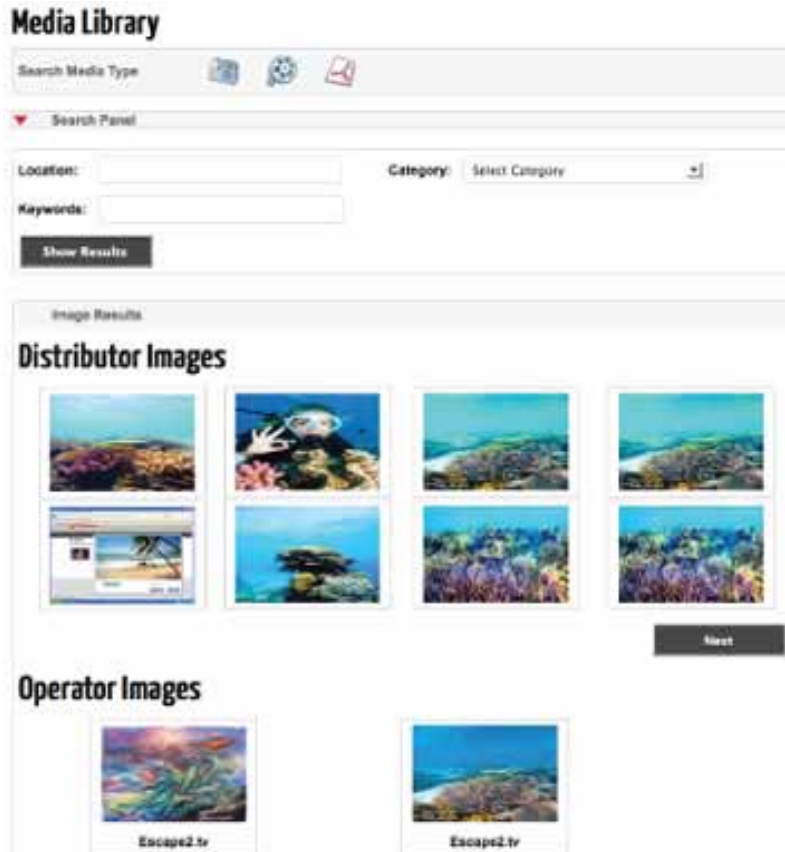 Media Library
Search Media Type
Search Panel
Location:
Category: Select Category
Keywords:
Show Results
Image Results
Distributor Images
Next
Operator Images
Escape2.tv
Escape2.tv